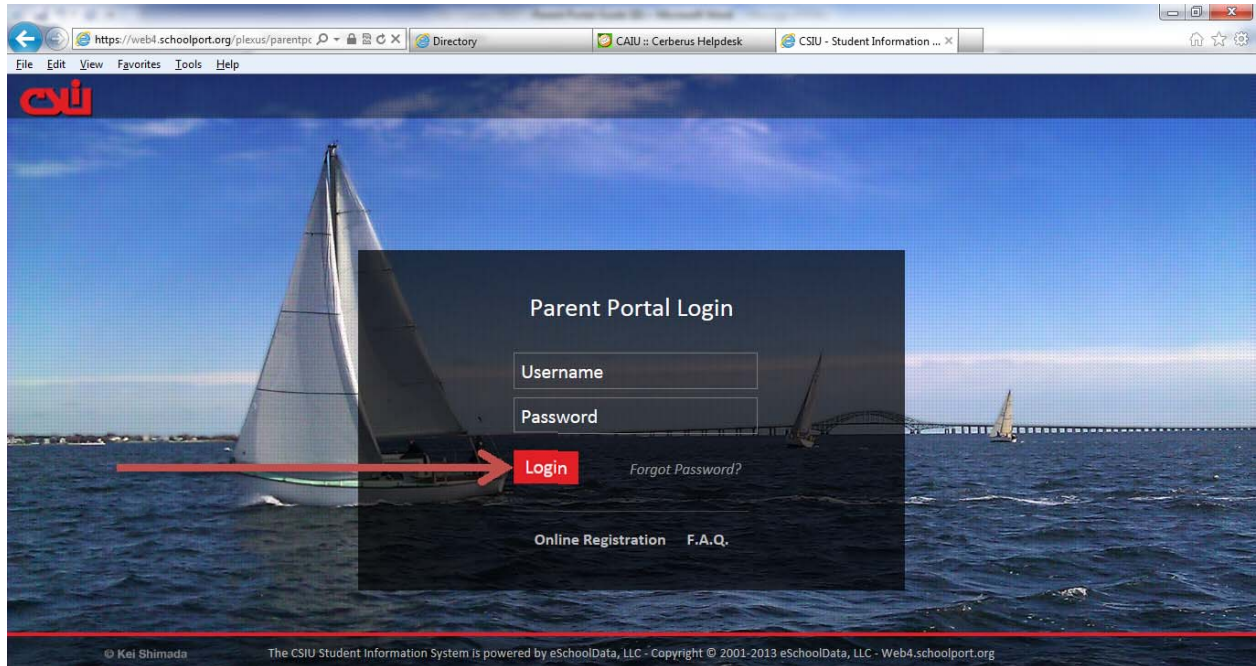 https://web4.schoolport.org/plexus/parentpc
Directory
CAIU :: Cerberus Helpdesk
CSIU - Student Information ...
File Edit View Favorites Tools Help
CSIU
Parent Portal Login
Username
Password
Login Forgot Password?
Online Registration F.A.Q.
© Kei Shimada The CSIU Student Information System is powered by eSchoolData, LLC - Copyright © 2001-2013 eSchoolData, LLC - Web4.schoolport.org